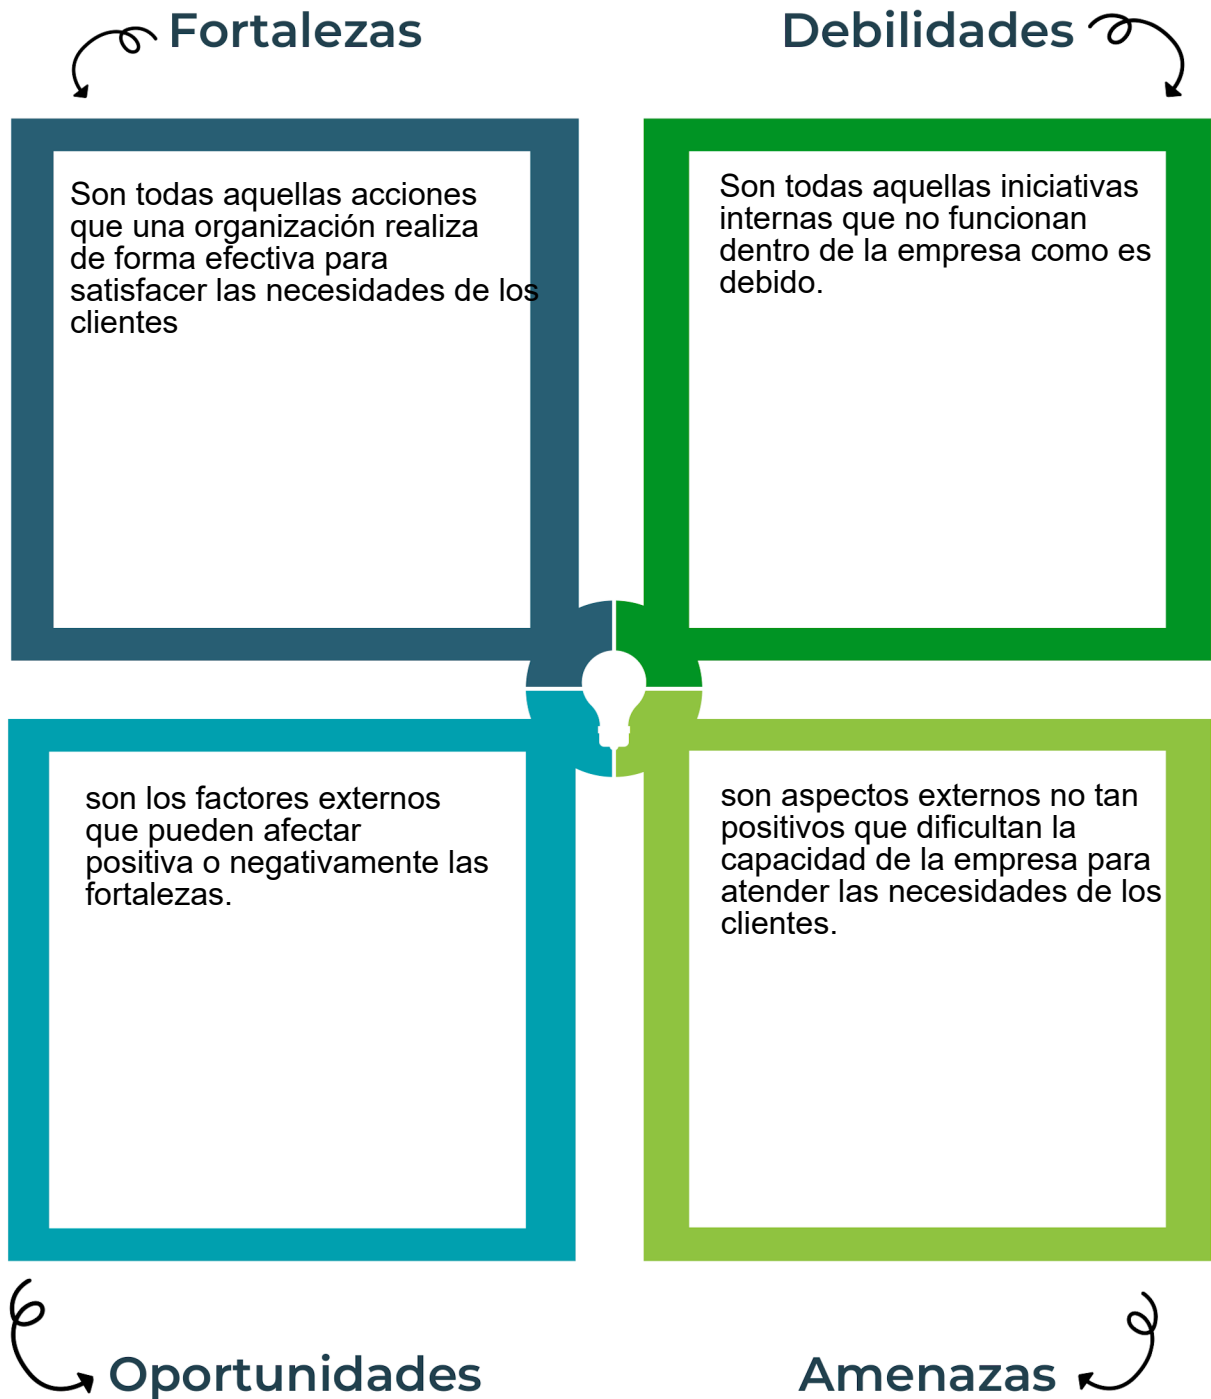 Fortalezas
Debilidades
Son todas aquellas acciones
que una organización realiza
de forma efectiva para
satisfacer las necesidades de los
clientes
Son todas aquellas iniciativas
internas que no funcionan
dentro de la empresa como es
debido.
son los factores externos
que pueden afectar
positiva o negativamente las
fortalezas.
son aspectos externos no tan
positivos que dificultan la
capacidad de la empresa para
atender las necesidades de los
clientes.
Oportunidades
Amenazas